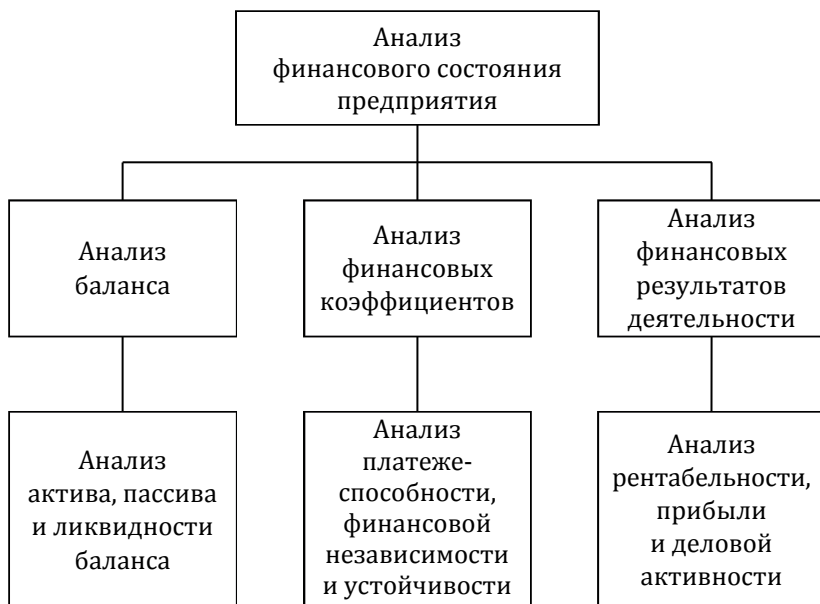 Анализ
финансового состояния
предприятия
Анализ
баланса
Анализ
финансовых
коэффициентов
Анализ
финансовых
результатов
деятельности
Анализ
актива, пассива
и ликвидности
баланса
Анализ
платеже-
способности,
финансовой
независимости
и устойчивости
Анализ
рентабельности,
прибыли
и деловой
активности